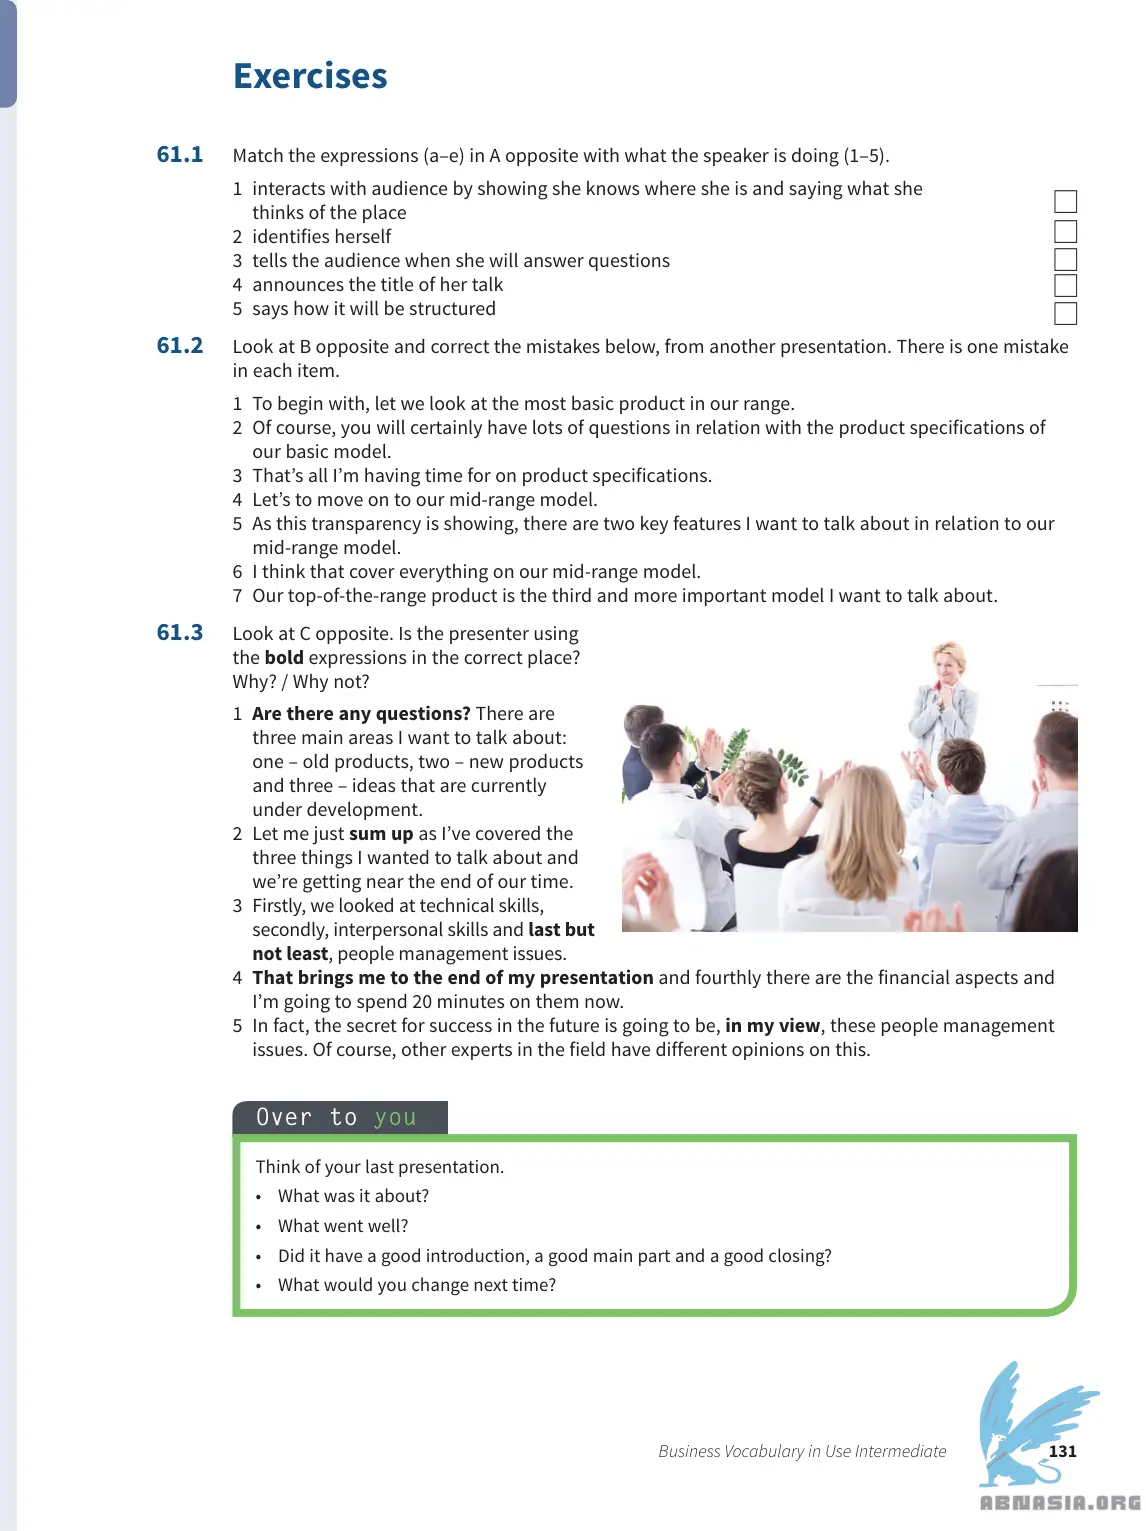 Exercises
61.1 Match the expressions (a–e) in A opposite with what the speaker is doing (1–5).
1 interacts with audience by showing she knows where she is and saying what she
thinks of the place
2 identifies herself
3 tells the audience when she will answer questions
4 announces the title of her talk
5 says how it will be structured
61.2 Look at B opposite and correct the mistakes below, from another presentation. There is one mistake
in each item.
1 To begin with, let we look at the most basic product in our range.
2 Of course, you will certainly have lots of questions in relation with the product specifications of
our basic model.
3 That’s all I’m having time for on product specifications.
4 Let’s to move on to our mid-range model.
5 As this transparency is showing, there are two key features I want to talk about in relation to our
mid-range model.
6 I think that cover everything on our mid-range model.
7 Our top-of-the-range product is the third and more important model I want to talk about.
61.3 Look at C opposite. Is the presenter using
the bold expressions in the correct place?
Why? / Why not?
1 Are there any questions? There are
three main areas I want to talk about:
one – old products, two – new products
and three – ideas that are currently
under development.
2 Let me just sum up as I’ve covered the
three things I wanted to talk about and
we’re getting near the end of our time.
3 Firstly, we looked at technical skills,
secondly, interpersonal skills and last but
not least, people management issues.
4 That brings me to the end of my presentation and fourthly there are the financial aspects and
I’m going to spend 20 minutes on them now.
5 In fact, the secret for success in the future is going to be, in my view, these people management
issues. Of course, other experts in the field have different opinions on this.
Over to you
Think of your last presentation.
• What was it about?
• What went well?
• Did it have a good introduction, a good main part and a good closing?
• What would you change next time?
Business Vocabulary in Use Intermediate 131
ABNASIA.ORG